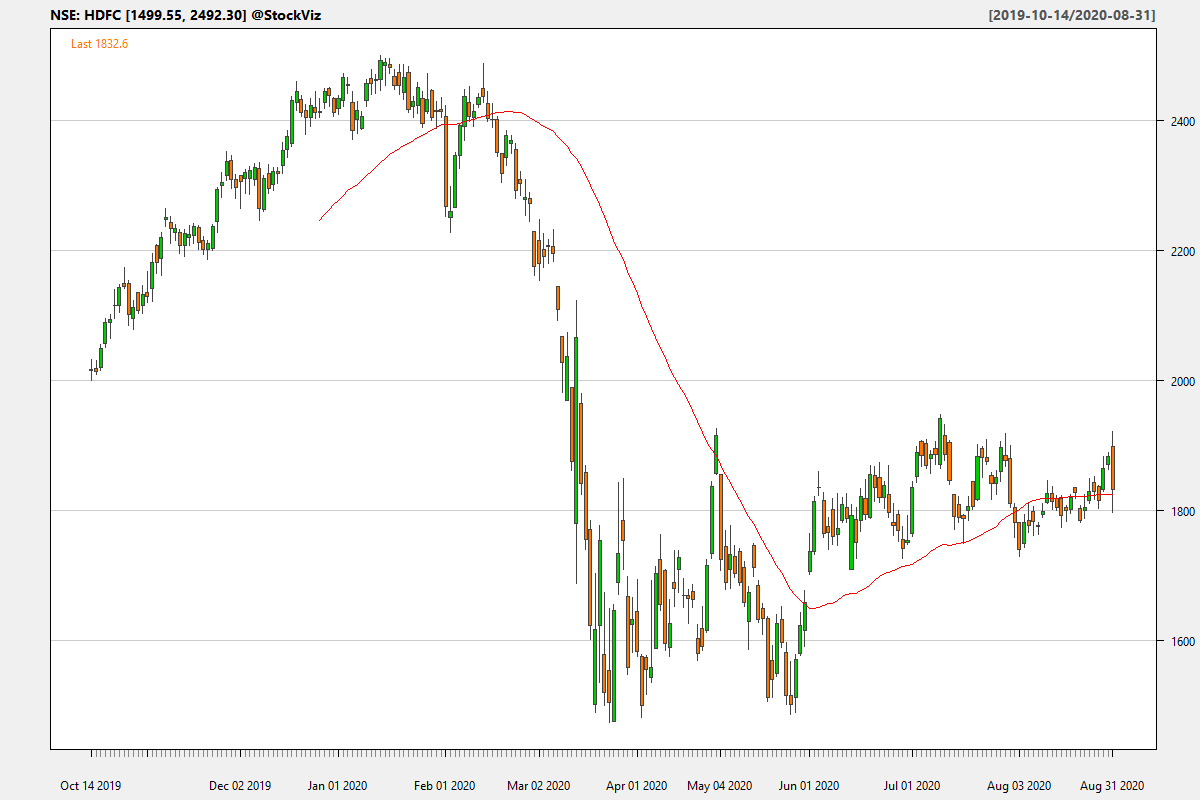 NSE: HDFC [1499.55, 2492.30] @StockViz
[2019-10-14/2020-08-31]
Last 1832.6
2400
2200
2000
1800
1600
Oct 14 2019 Dec 02 2019 Jan 01 2020 Feb 01 2020 Mar 02 2020 Apr 01 2020 May 04 2020 Jun 01 2020 Jul 01 2020 Aug 03 2020 Aug 31 2020